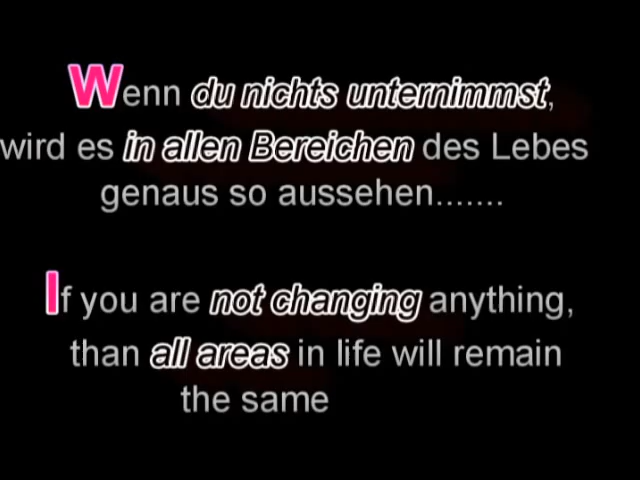 Wenn du nichts unternimmst,
wird es in allen Bereichen des Lebes
genaus so aussehen.......
If you are not changing anything,
than all areas in life will remain
the same